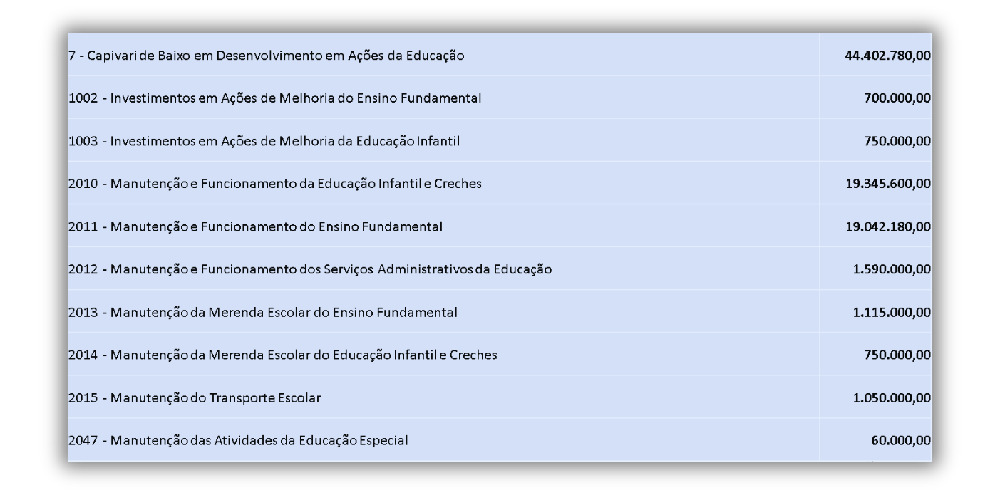 7 - Capivari de Baixo em Desenvolvimento em Ações da Educação 44.402.780,00
1002 - Investimentos em Ações de Melhoria do Ensino Fundamental 700.000,00
1003 - Investimentos em Ações de Melhoria da Educação Infantil 750.000,00
2010 - Manutenção e Funcionamento da Educação Infantil e Creches 19.345.600,00
2011 - Manutenção e Funcionamento do Ensino Fundamental 19.042.180,00
2012 - Manutenção e Funcionamento dos Serviços Administrativos da Educação 1.590.000,00
2013 - Manutenção da Merenda Escolar do Ensino Fundamental 1.115.000,00
2014 - Manutenção da Merenda Escolar do Educação Infantil e Creches 750.000,00
2015 - Manutenção do Transporte Escolar 1.050.000,00
2047 - Manutenção das Atividades da Educação Especial 60.000,00